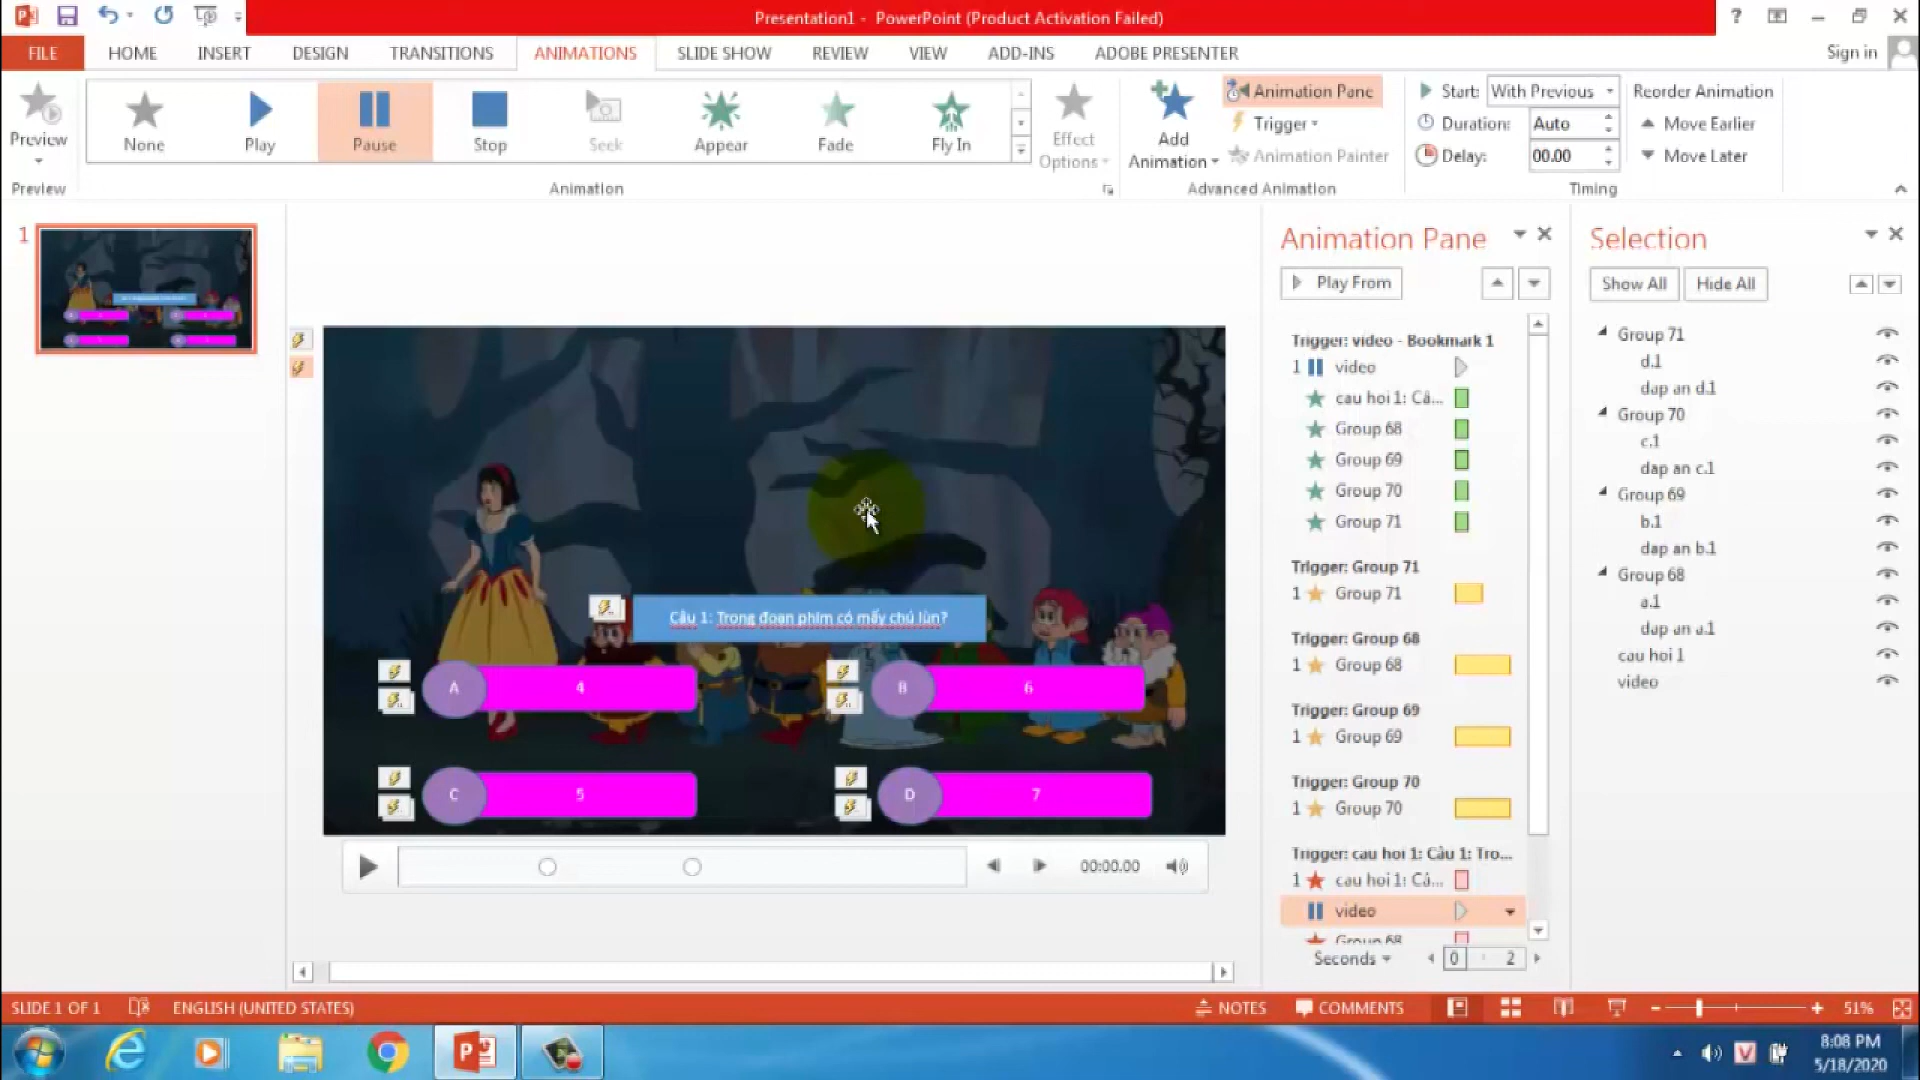 Presentation1 - PowerPoint (Product Activation Failed)
FILE HOME INSERT DESIGN TRANSITIONS ANIMATIONS SLIDE SHOW REVIEW VIEW ADD-INS ADOBE PRESENTER Sign in
Preview None Play Pause Stop Seek Appear Fade Fly In
Effect Options
Add Animation
Animation Pane
Trigger
Animation Painter
Start: With Previous
Duration: Auto
Delay: 00.00
Reorder Animation
Move Earlier
Move Later
Preview Animation Advanced Animation Timing
1
Câu 1: Trong đoạn phim có mấy chú lùn?
A 4
B 6
C 5
D 7
00:00.00
Animation Pane
Play From
Trigger: video - Bookmark 1
1 video
cau hoi 1: Câ...
Group 68
Group 69
Group 70
Group 71
Trigger: Group 71
1 Group 71
Trigger: Group 68
1 Group 68
Trigger: Group 69
1 Group 69
Trigger: Group 70
1 Group 70
Trigger: cau hoi 1: Câu 1: Tro...
1 cau hoi 1: Câ...
video
Group 68
Seconds 0 2
Selection
Show All Hide All
Group 71
d.1
dap an d.1
Group 70
c.1
dap an c.1
Group 69
b.1
dap an b.1
Group 68
a.1
dap an a.1
cau hoi 1
video
SLIDE 1 OF 1 ENGLISH (UNITED STATES) NOTES COMMENTS 51%
8:08 PM
5/18/2020